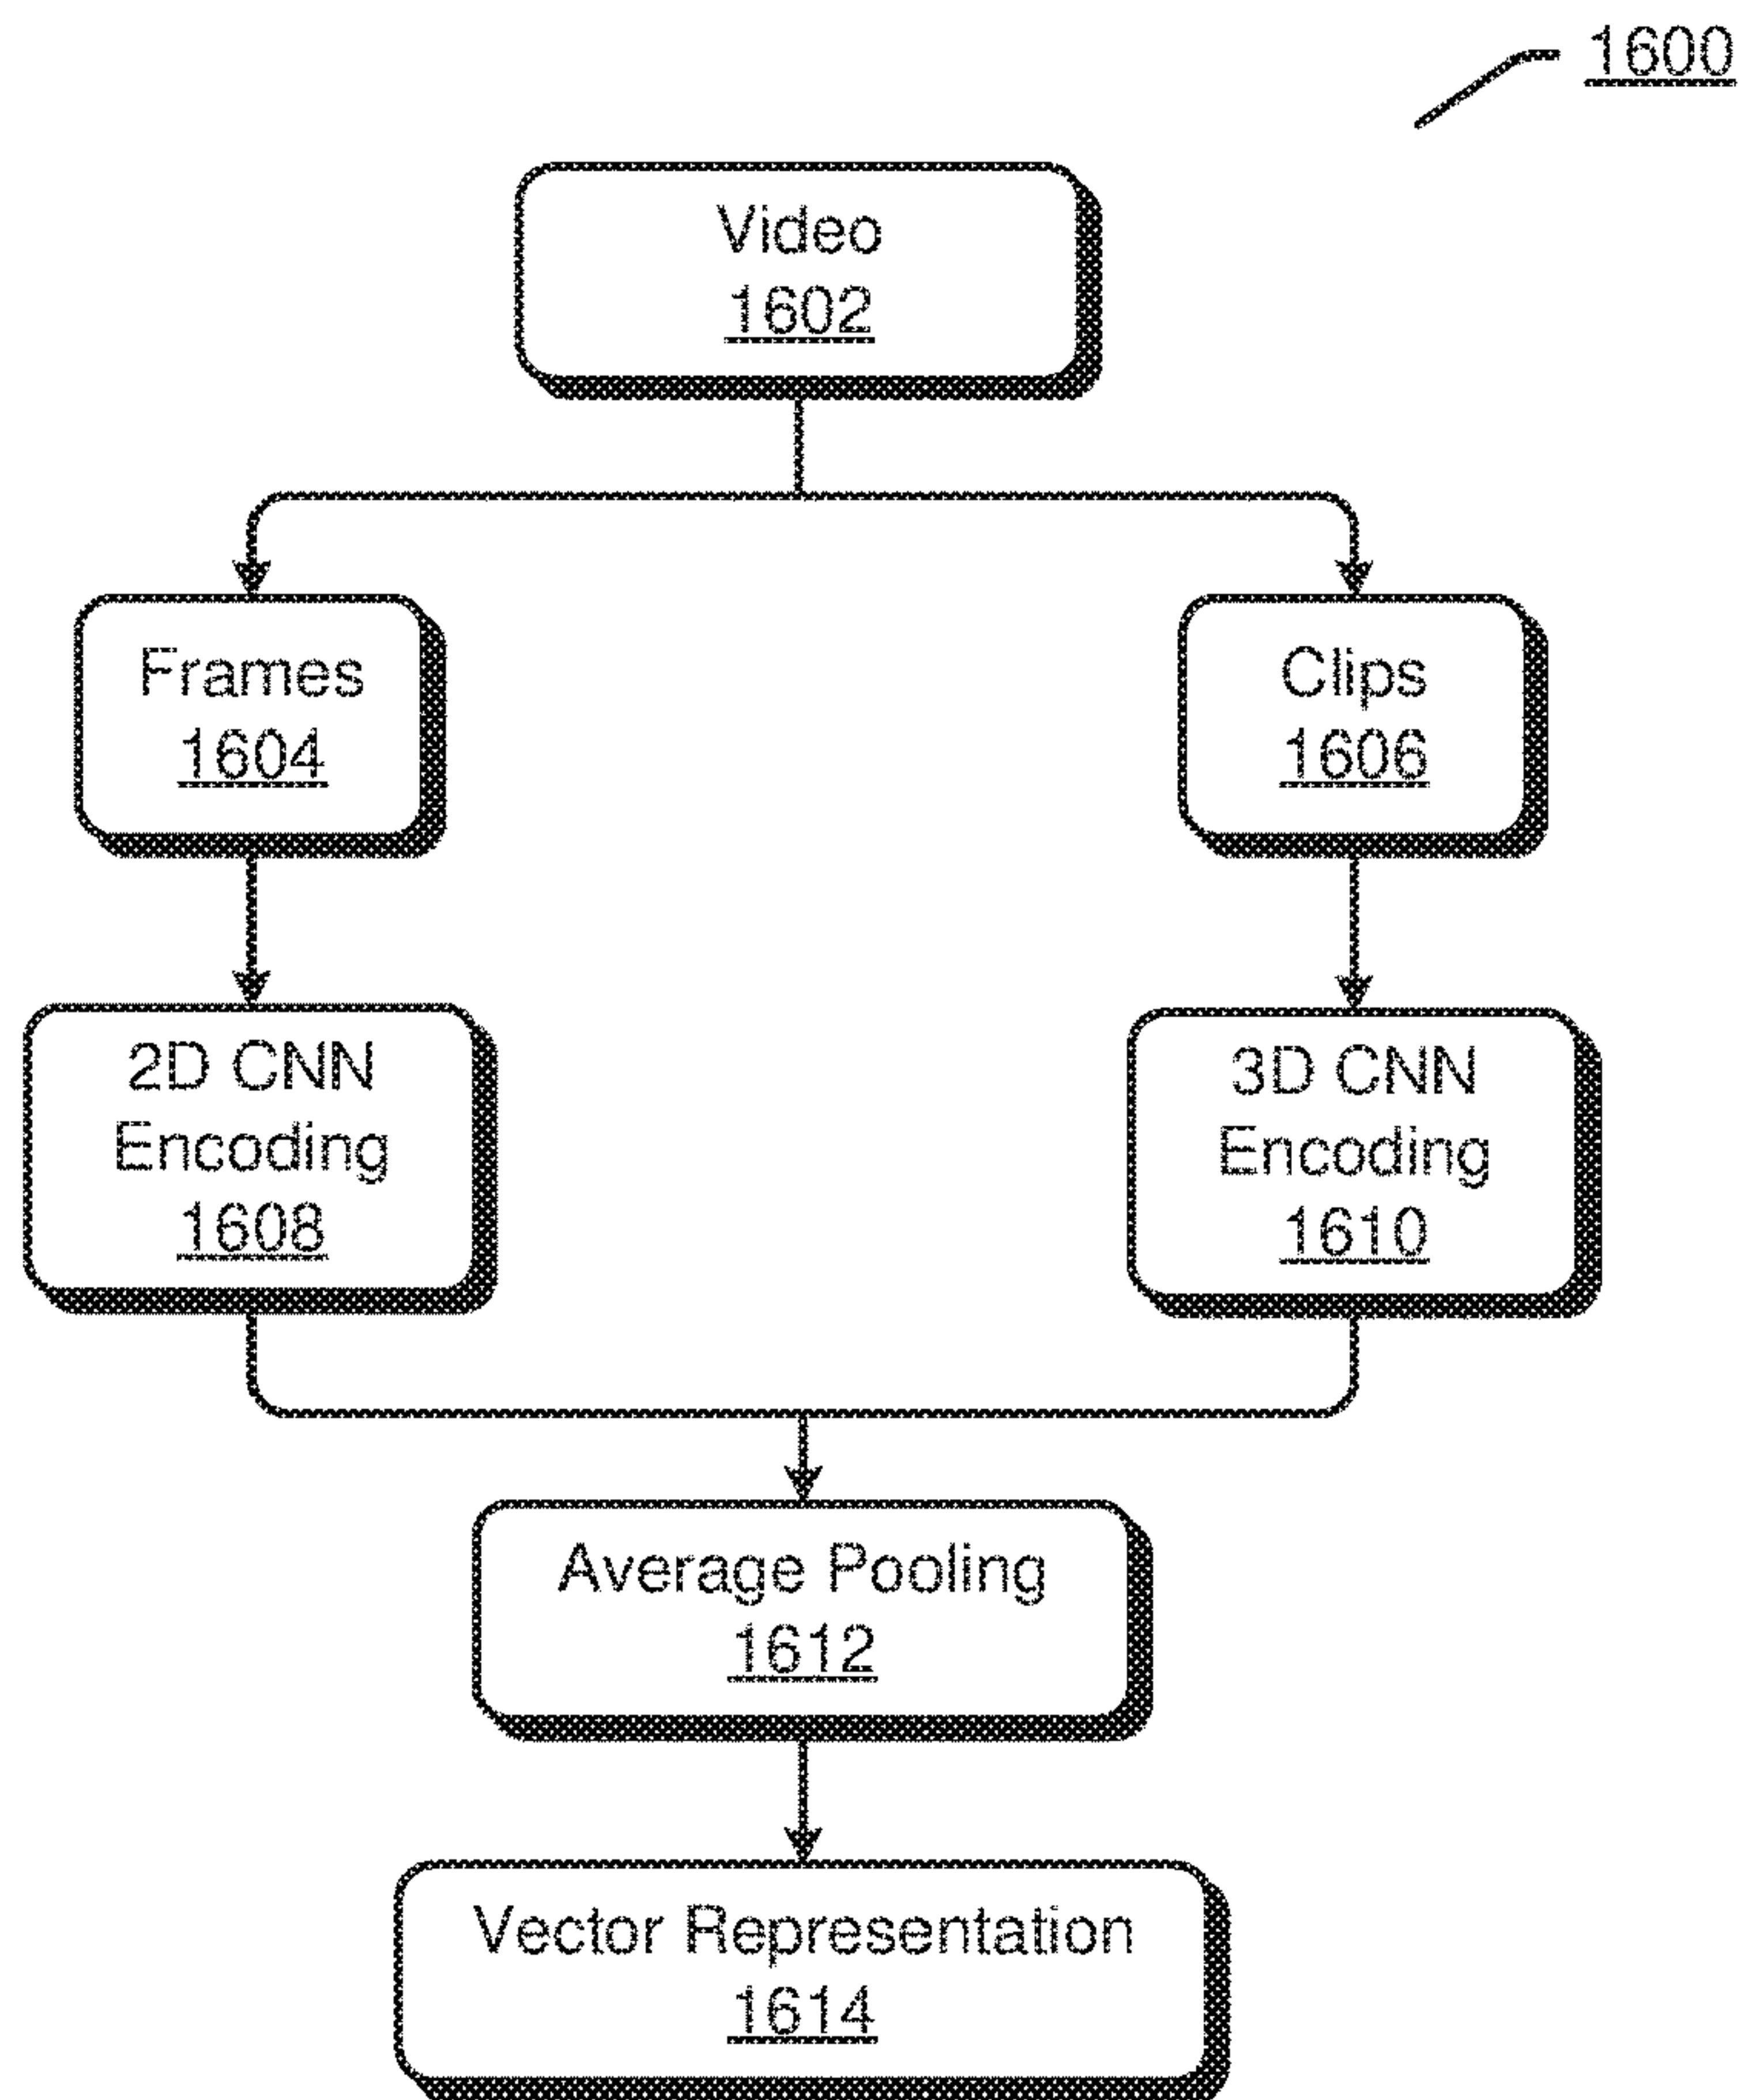 1600
Video
1602
Frames
1604
Clips
1606
2D CNN
Encoding
1608
3D CNN
Encoding
1610
Average Pooling
1612
Vector Representation
1614